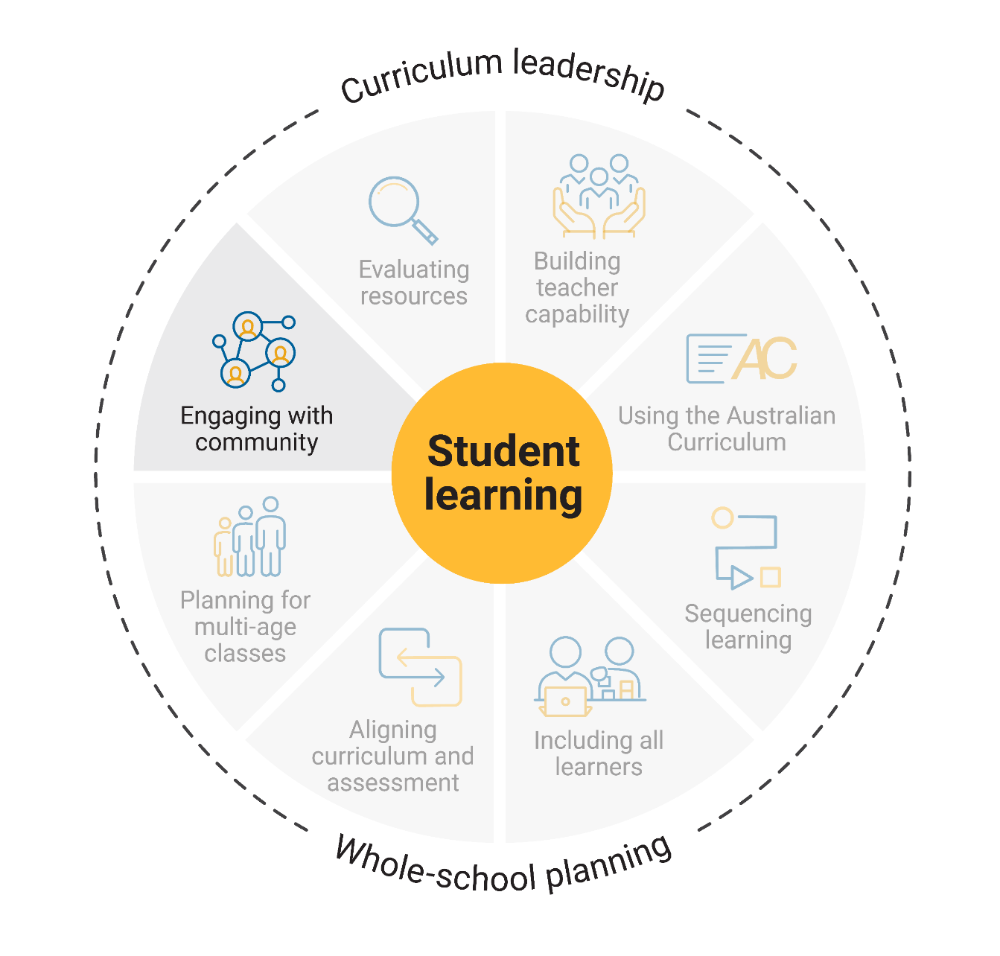 Curriculum leadership
Evaluating
resources
Building
teacher
capability
Engaging with
community
AC
Using the Australian
Curriculum
Student
learning
Planning for
multi-age
classes
Sequencing
learning
Aligning
curriculum and
assessment
Including all
learners
Whole-school planning